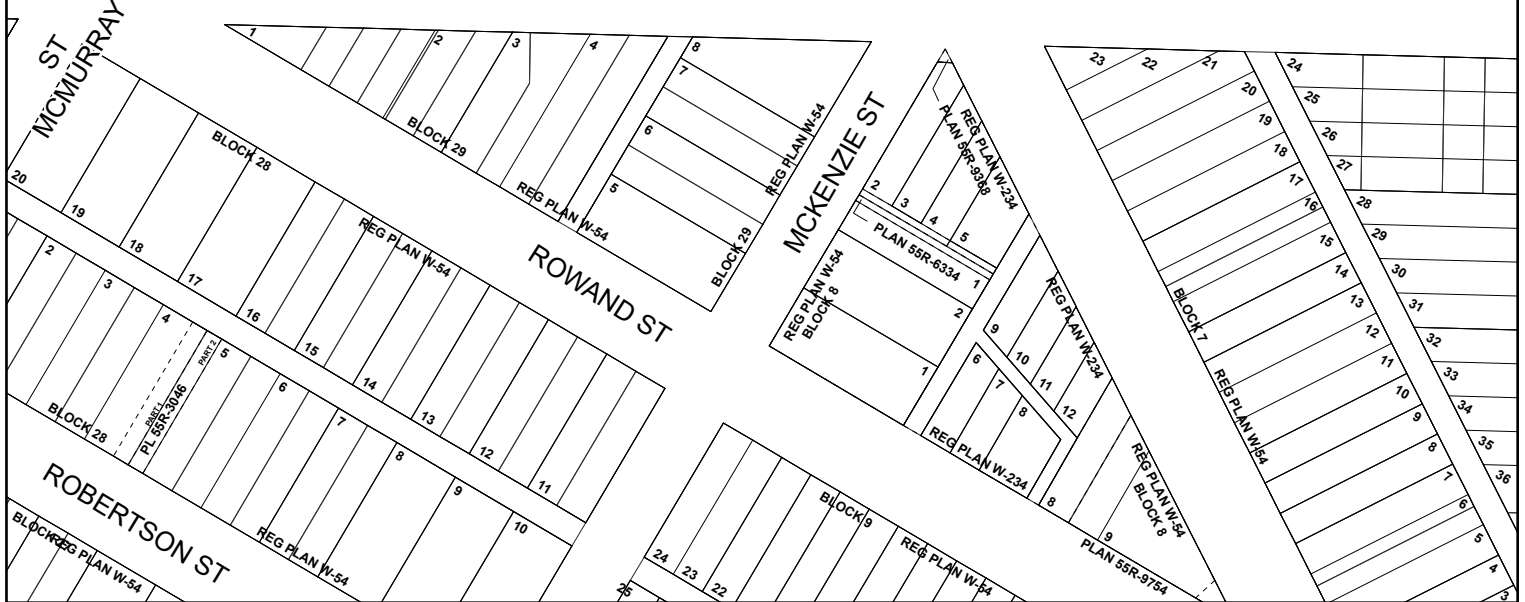 ST
MCMURRAY
1
2
3
4
8
7
6
5
BLOCK 29
REG PLAN W-54
REG PLAN W-54
BLOCK 29
BLOCK 28
REG PLAN W-54
20
19
18
17
16
15
14
13
12
11
ROWAND ST
MCKENZIE ST
2
3
4
5
6
7
8
9
10
PART 2
PART 1
PL 55R-3046
BLOCK 28
REG PLAN W-54
ROBERTSON ST
REG PLAN W-54
REG PLAN W-234
PLAN 55R-9368
2
3
4
5
PLAN 55R-6334
1
2
1
REG PLAN W-54
BLOCK 8
REG PLAN W-234
9
10
11
12
6
7
8
REG PLAN W-234
8
9
REG PLAN W-54
BLOCK 8
PLAN 55R-9754
BLOCK 9
REG PLAN W-54
24
23
22
25
23
22
21
20
19
18
17
16
15
14
13
12
11
10
9
8
7
6
5
4
3
BLOCK 7
REG PLAN W-54
24
25
26
27
28
29
30
31
32
33
34
35
36